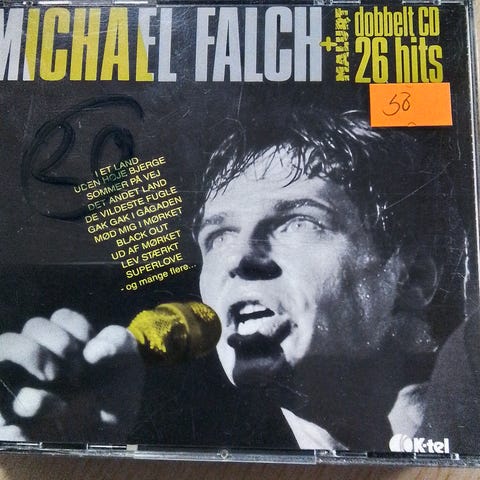 MICHAEL FALCH
+ MALURT
dobbelt CD
26 hits
50
I ET LAND
UDEN HØJE BJERGE
SOMMER PÅ VEJ
DET ANDET LAND
DE VILDESTE FUGLE
GAK GAK I GÅGADEN
MØD MIG I MØRKET
BLACK OUT
UD AF MØRKET
LEV STÆRKT
SUPERLOVE
- og mange flere...
K-tel